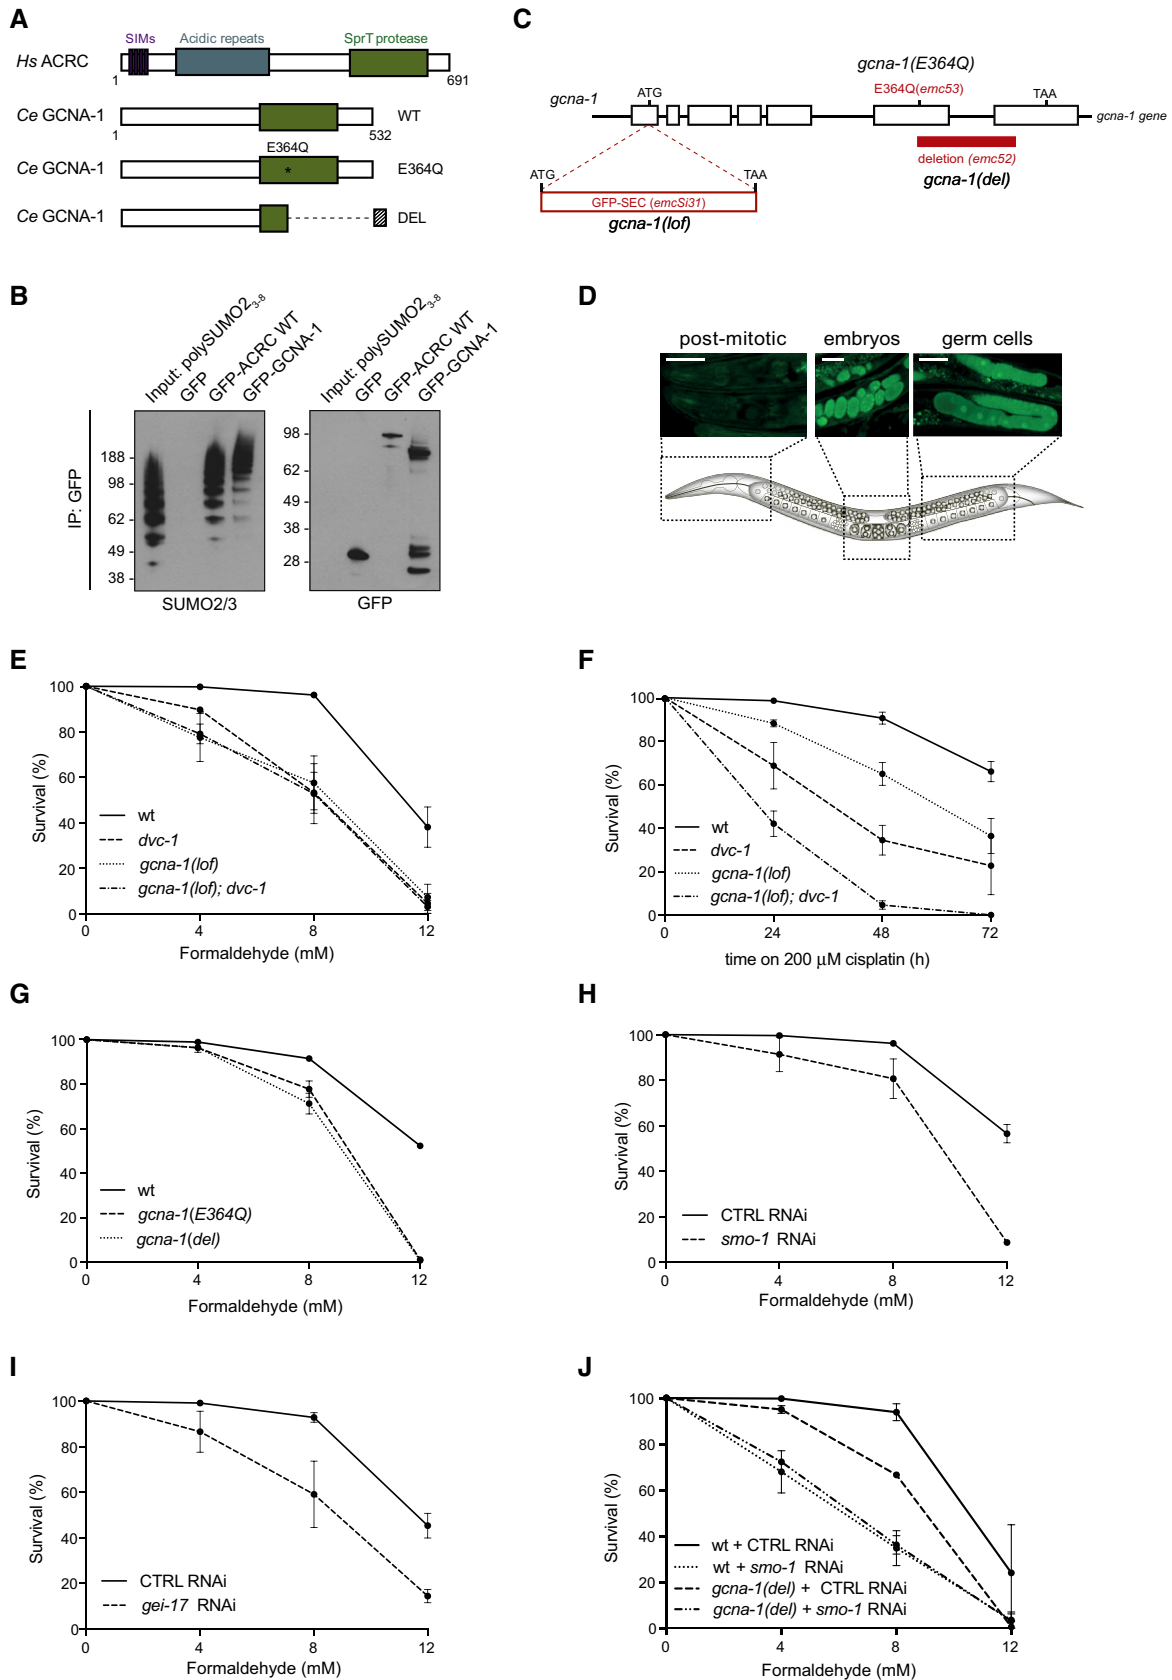 A
SIMs
Acidic repeats
SprT protease
Hs ACRC
1
691
Ce GCNA-1
WT
1
532
E364Q
Ce GCNA-1
*
E364Q
Ce GCNA-1
DEL
B
Input: polySUMO2₃₋₈
GFP
GFP-ACRC WT
GFP-GCNA-1
Input: polySUMO2₃₋₈
GFP
GFP-ACRC WT
GFP-GCNA-1
IP: GFP
188
98
62
49
38
98
62
49
38
28
SUMO2/3
GFP
C
gcna-1(E364Q)
gcna-1
ATG
E364Q(emc53)
TAA
gcna-1 gene
deletion (emc52)
gcna-1(del)
ATG
TAA
GFP-SEC (emcSi31)
gcna-1(lof)
D
post-mitotic
embryos
germ cells
E
Survival (%)
100
80
60
40
20
0
wt
dvc-1
gcna-1(lof)
gcna-1(lof); dvc-1
0
4
8
12
Formaldehyde (mM)
F
Survival (%)
100
80
60
40
20
0
wt
dvc-1
gcna-1(lof)
gcna-1(lof); dvc-1
0
24
48
72
time on 200 µM cisplatin (h)
G
Survival (%)
100
80
60
40
20
0
wt
gcna-1(E364Q)
gcna-1(del)
0
4
8
12
Formaldehyde (mM)
H
Survival (%)
100
80
60
40
20
0
CTRL RNAi
smo-1 RNAi
0
4
8
12
Formaldehyde (mM)
I
Survival (%)
100
80
60
40
20
0
CTRL RNAi
gei-17 RNAi
0
4
8
12
Formaldehyde (mM)
J
Survival (%)
100
80
60
40
20
0
wt + CTRL RNAi
wt + smo-1 RNAi
gcna-1(del) + CTRL RNAi
gcna-1(del) + smo-1 RNAi
0
4
8
12
Formaldehyde (mM)